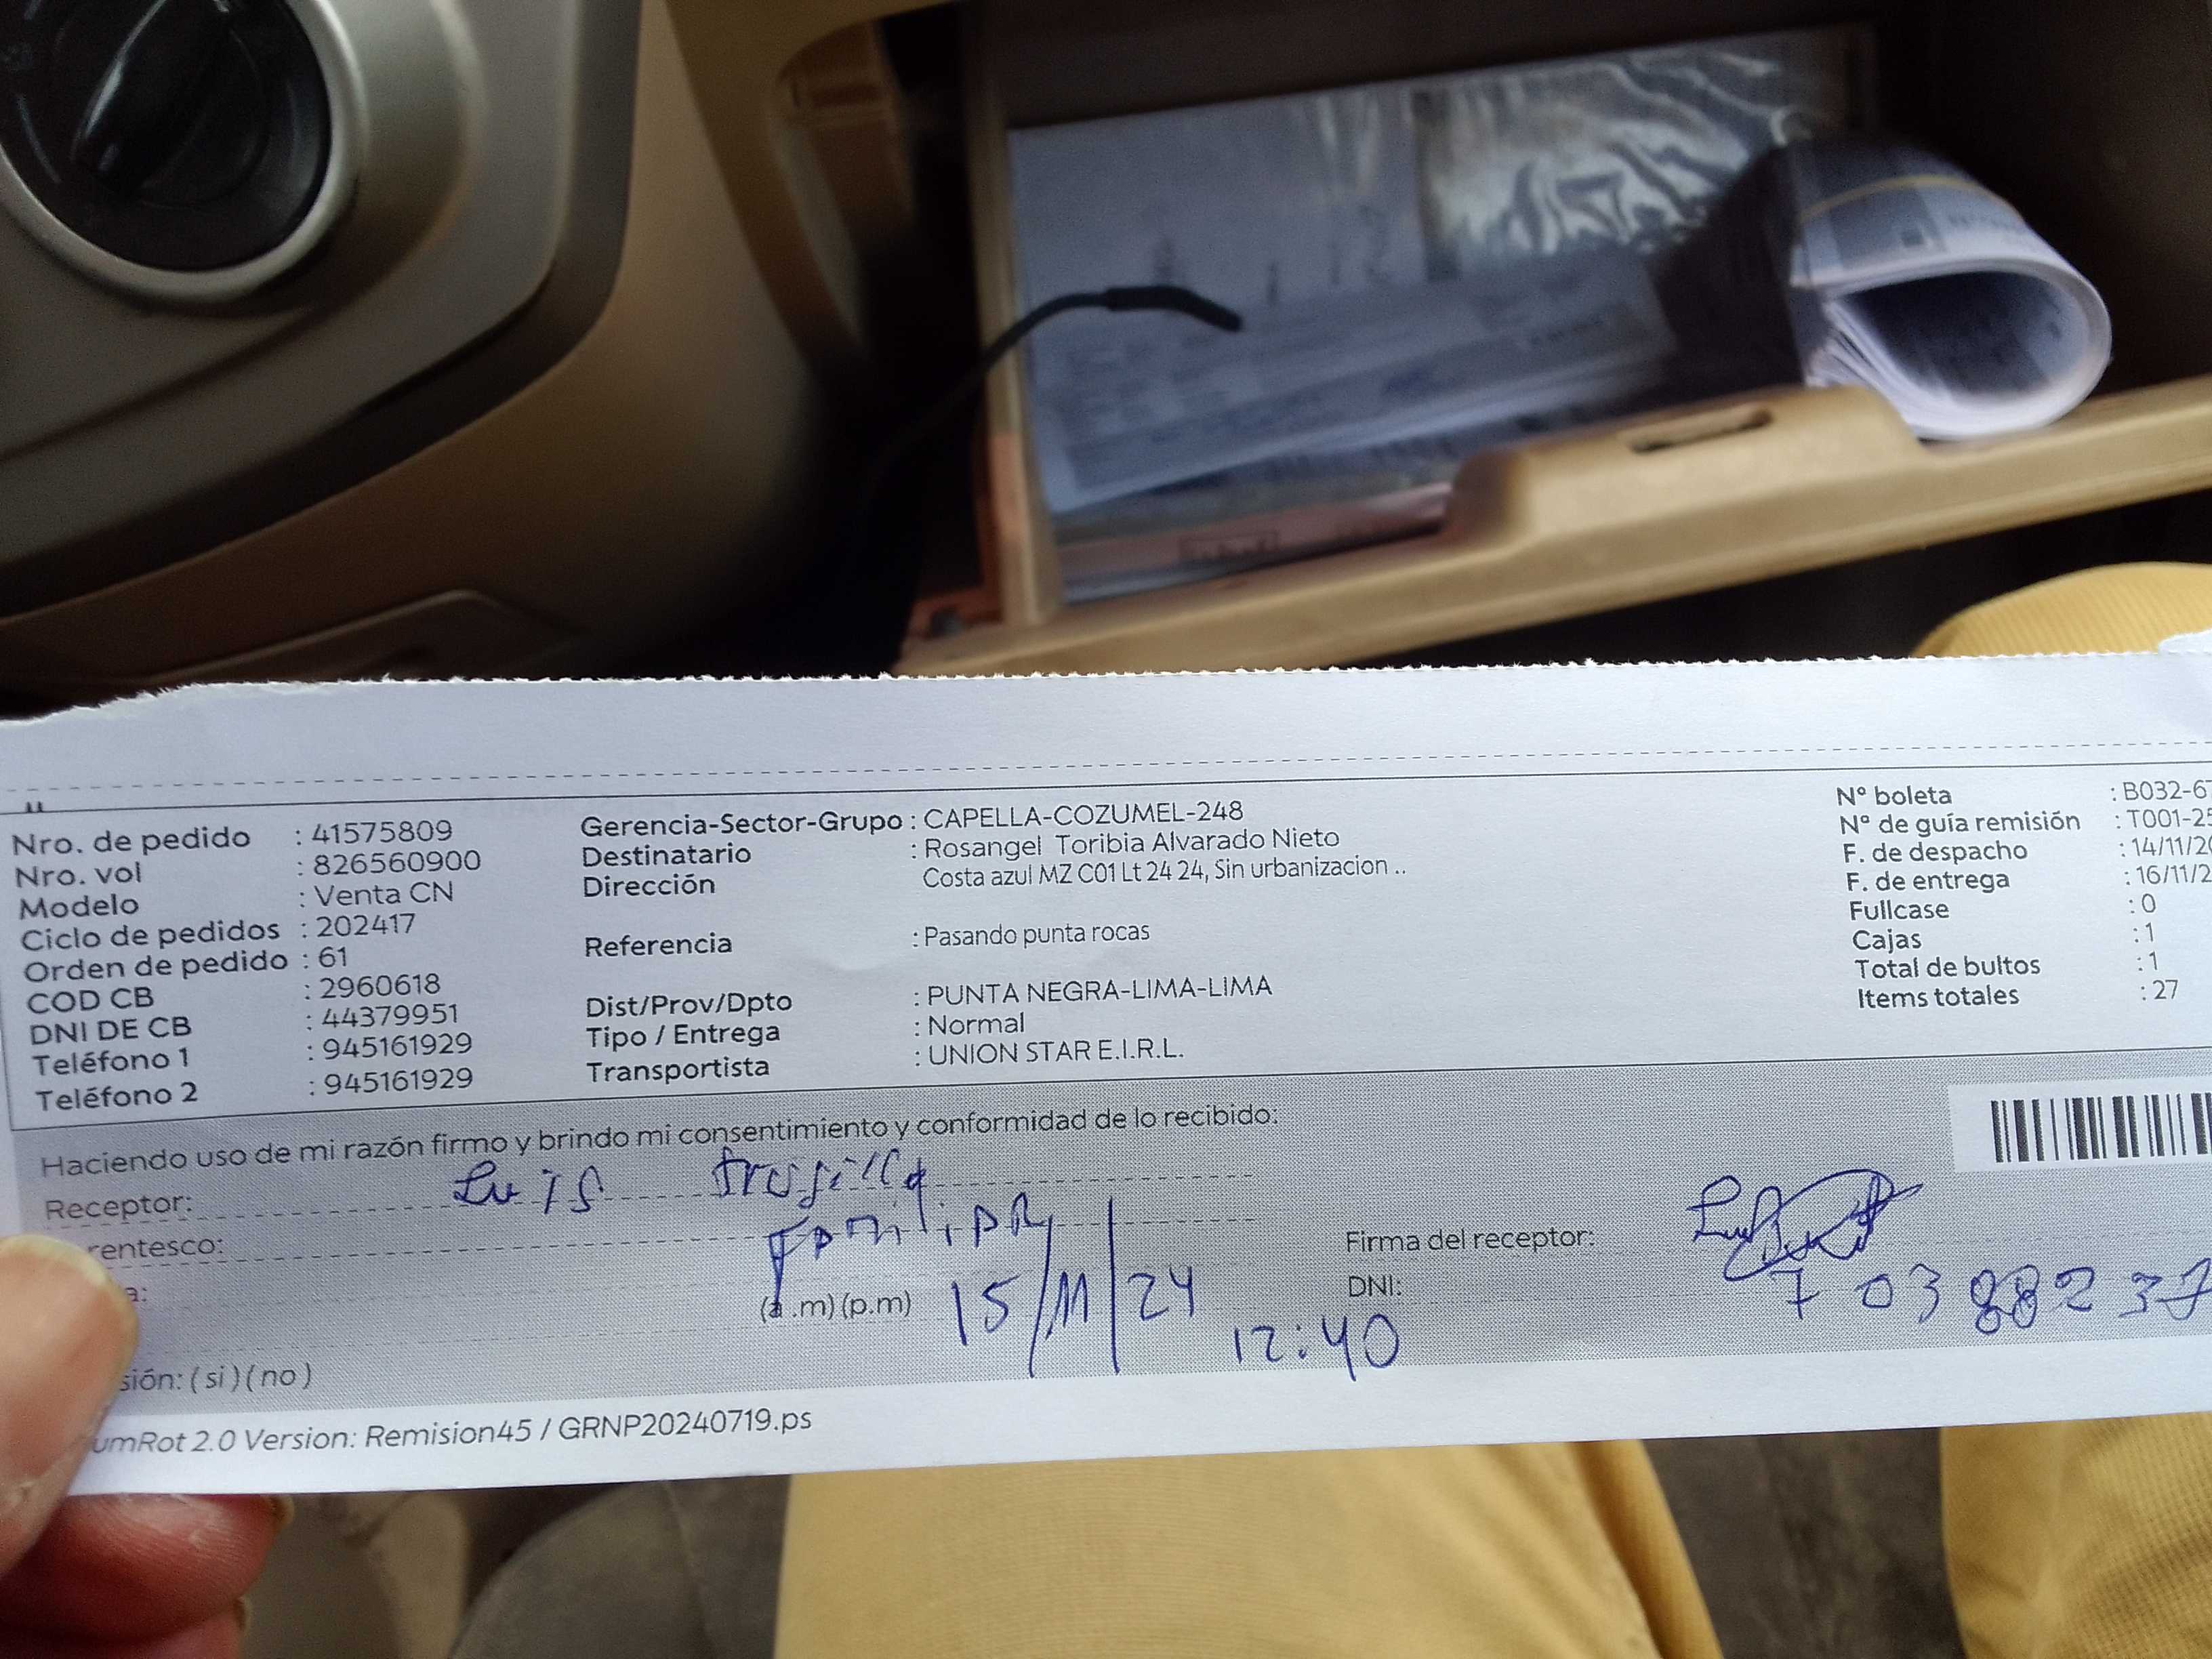 Nro. de pedido : 41575809
Nro. vol : 826560900
Modelo : Venta CN
Ciclo de pedidos : 202417
Orden de pedido : 61
COD CB : 2960618
DNI DE CB : 44379951
Teléfono 1 : 945161929
Teléfono 2 : 945161929
Gerencia-Sector-Grupo : CAPELLA-COZUMEL-248
Destinatario : Rosangel Toribia Alvarado Nieto
Dirección Costa azul MZ C01 Lt 24 24, Sin urbanizacion ..
Referencia : Pasando punta rocas
Dist/Prov/Dpto : PUNTA NEGRA-LIMA-LIMA
Tipo / Entrega : Normal
Transportista : UNION STAR E.I.R.L.
Nº boleta : B032-6
Nº de guía remisión : T001-25
F. de despacho : 14/11/20
F. de entrega : 16/11/2
Fullcase : 0
Cajas : 1
Total de bultos : 1
Items totales : 27
Haciendo uso de mi razón firmo y brindo mi consentimiento y conformidad de lo recibido:
Receptor: Luis
rentesco: Familiar
a: (a.m) (p.m) 15/11/24 12:40
Firma del receptor:
DNI:
sión: ( si ) ( no )
umRot 2.0 Version: Remision45 / GRNP20240719.ps